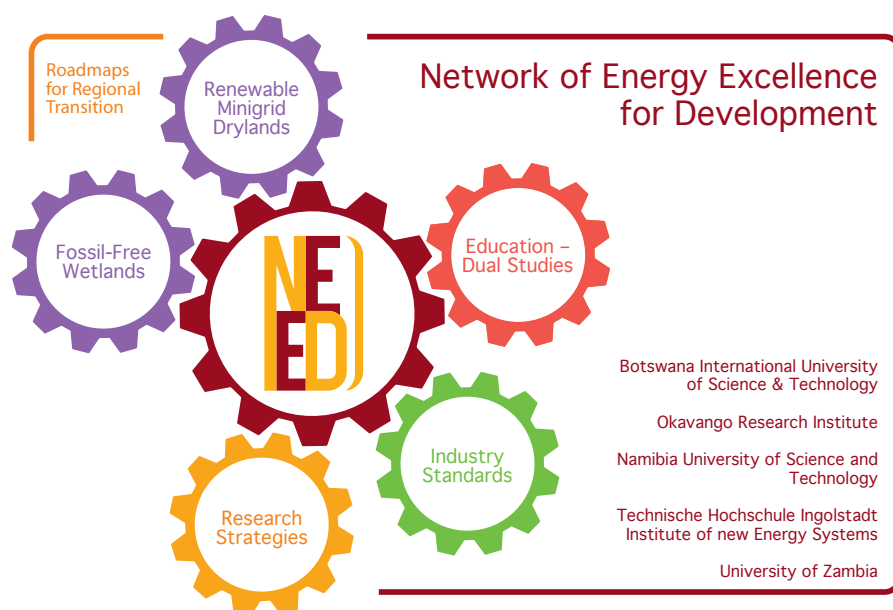 Roadmaps
for Regional
Transition
Renewable
Minigrid
Drylands
Network of Energy Excellence
for Development
Fossil-Free
Wetlands
NE
ED
Education –
Dual Studies
Industry
Standards
Research
Strategies
Botswana International University
of Science & Technology
Okavango Research Institute
Namibia University of Science and
Technology
Technische Hochschule Ingolstadt
Institute of new Energy Systems
University of Zambia